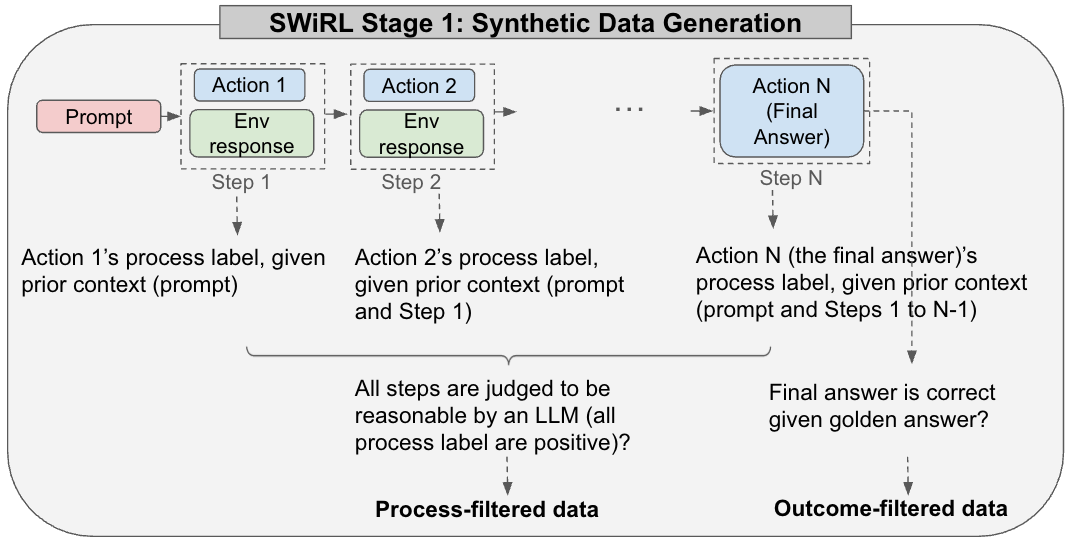 SWiRL Stage 1: Synthetic Data Generation
Prompt
Action 1
Env
response
Step 1
Action 2
Env
response
Step 2
...
Action N
(Final
Answer)
Step N
Action 1's process label, given
prior context (prompt)
Action 2's process label,
given prior context (prompt
and Step 1)
Action N (the final answer)'s
process label, given prior context
(prompt and Steps 1 to N-1)
All steps are judged to be
reasonable by an LLM (all
process label are positive)?
Process-filtered data
Final answer is correct
given golden answer?
Outcome-filtered data